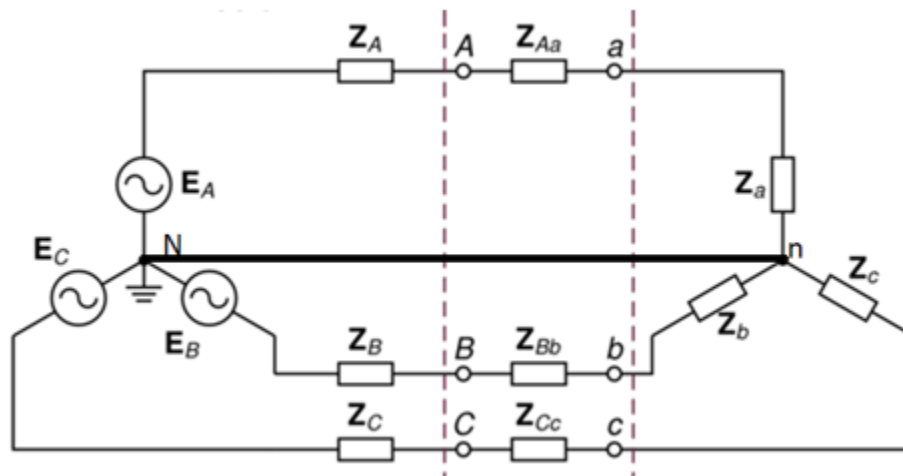 Z_A A Z_Aa a
E_A Z_a
E_C N n Z_c
E_B Z_b
Z_B B Z_Bb b
Z_C C Z_Cc c